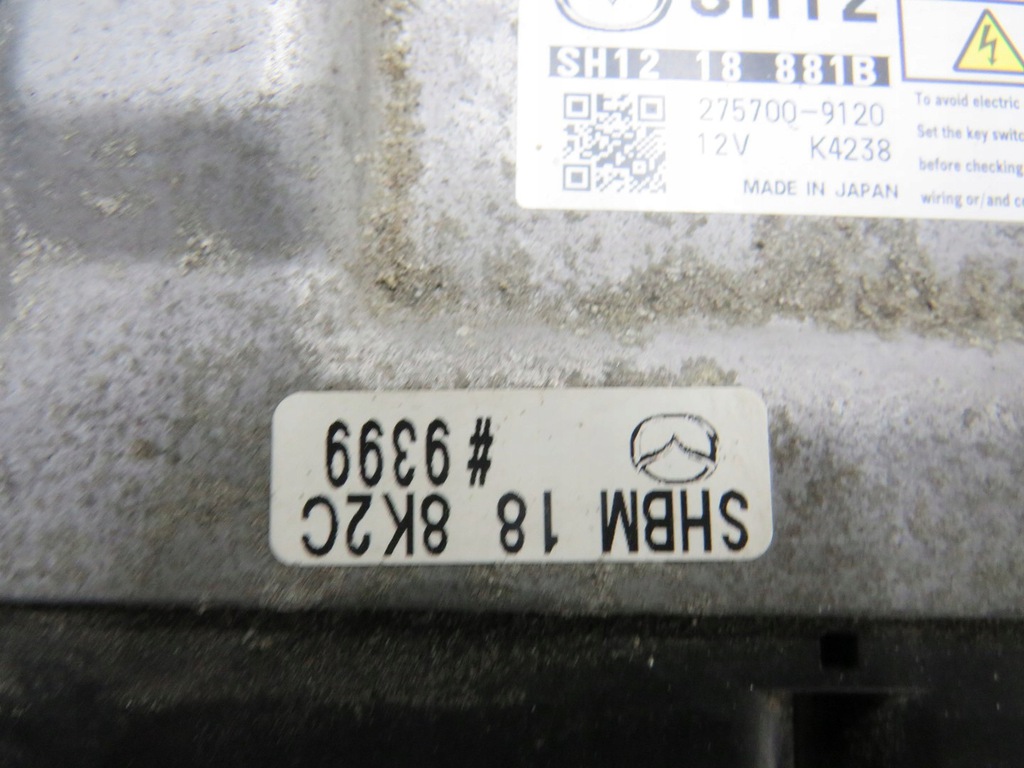 SH12
SH12 18 881B
275700-9120
12V K4238
MADE IN JAPAN
To avoid electric
Set the key
before checking
wiring or/and
SHBM 18 8K2C
#9399